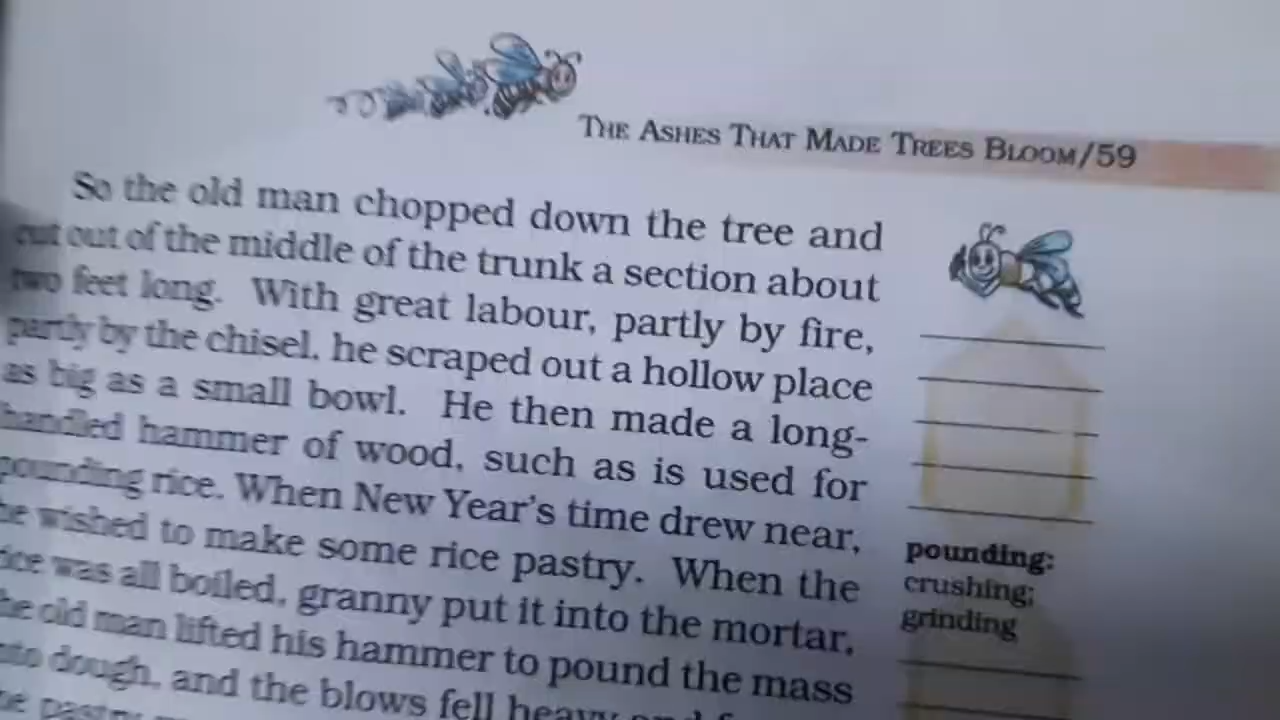 THE ASHES THAT MADE TREES BLOOM/59
So the old man chopped down the tree and
cut out of the middle of the trunk a section about
two feet long. With great labour, partly by fire,
partly by the chisel, he scraped out a hollow place
as big as a small bowl. He then made a long-
handled hammer of wood, such as is used for
pounding rice. When New Year's time drew near,
he wished to make some rice pastry. When the
rice was all boiled, granny put it into the mortar,
the old man lifted his hammer to pound the mass
into dough, and the blows fell heavy and
pounding:
crushing;
grinding